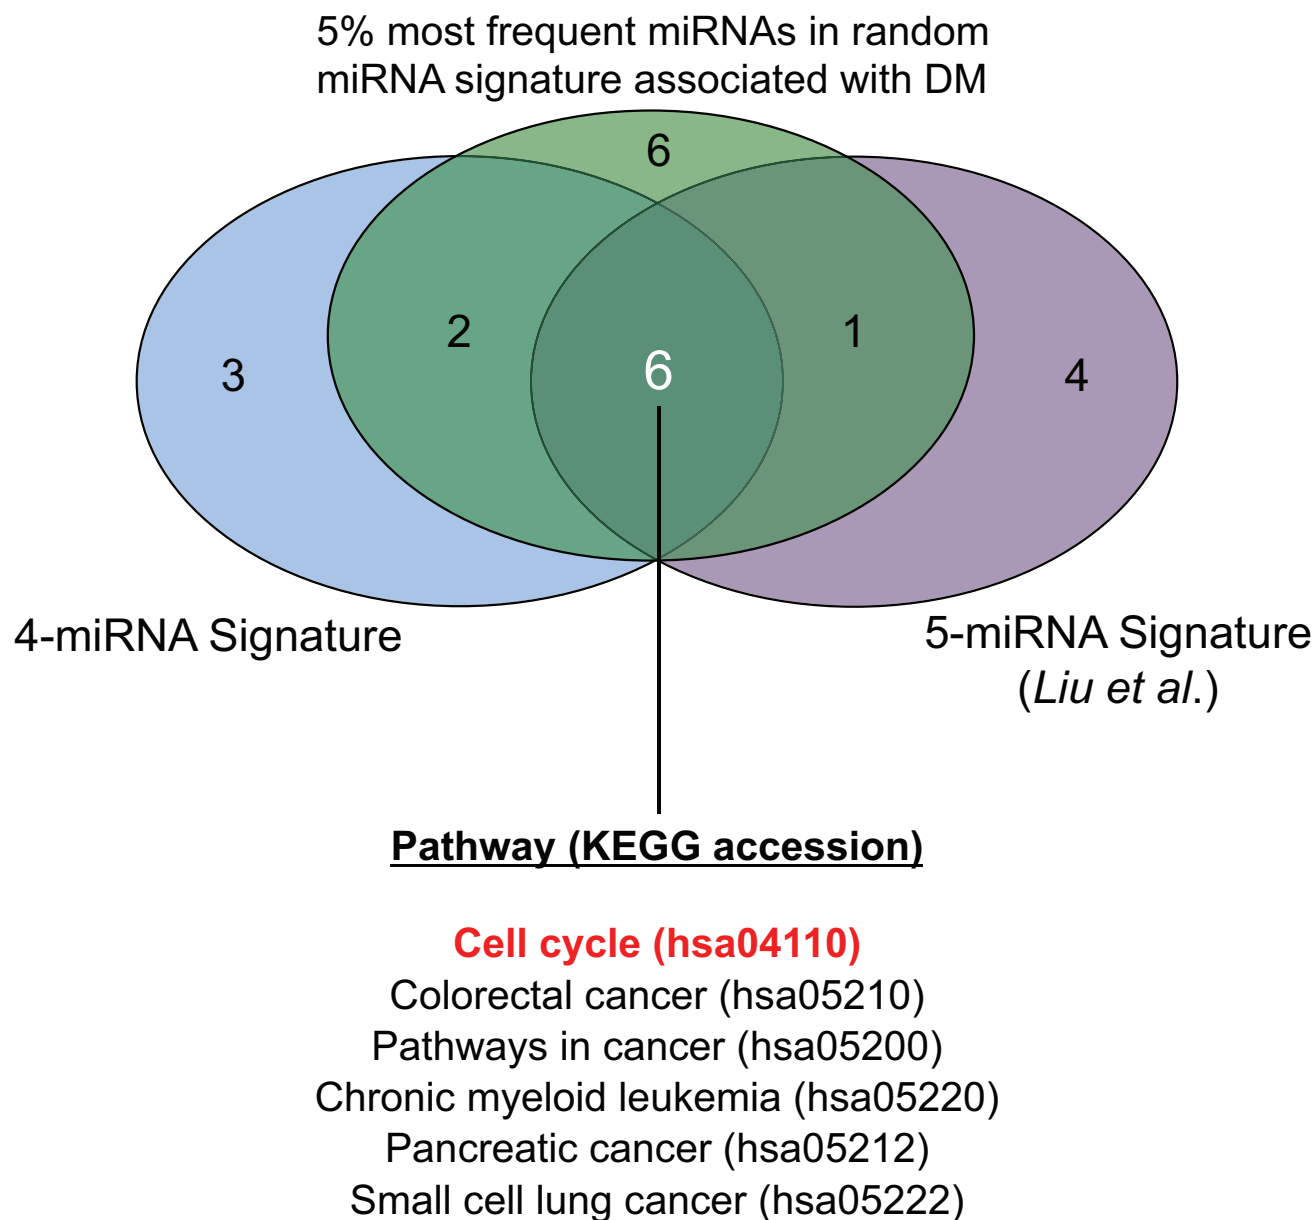 5% most frequent miRNAs in random
miRNA signature associated with DM
6
2
1
3
6
4
4-miRNA Signature
5-miRNA Signature
(Liu et al.)
Pathway (KEGG accession)
Cell cycle (hsa04110)
Colorectal cancer (hsa05210)
Pathways in cancer (hsa05200)
Chronic myeloid leukemia (hsa05220)
Pancreatic cancer (hsa05212)
Small cell lung cancer (hsa05222)